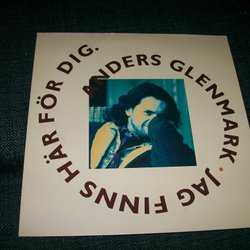 ANDERS GLENMARK · JAG FINNS HÄR FÖR DIG.